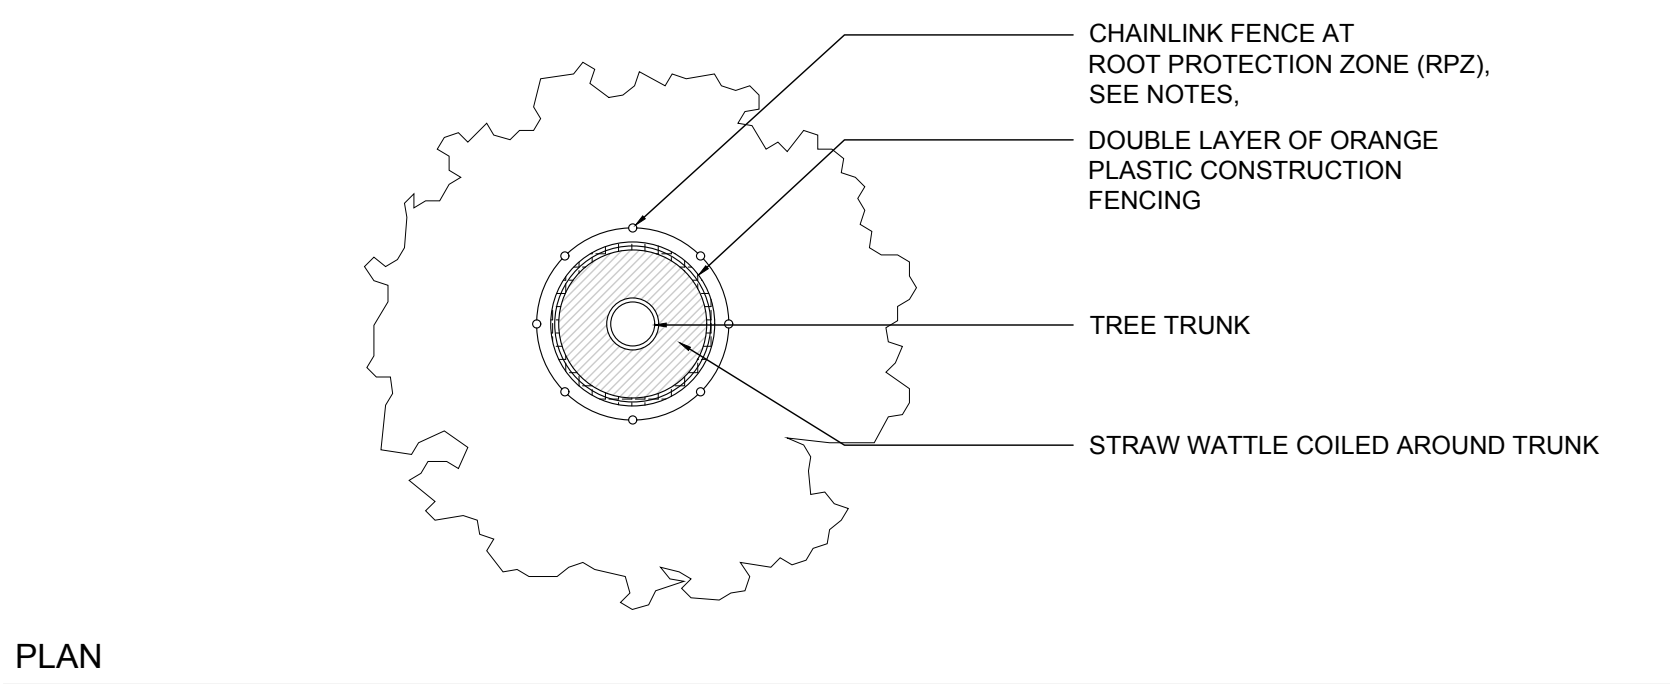 CHAINLINK FENCE AT
ROOT PROTECTION ZONE (RPZ),
SEE NOTES,
DOUBLE LAYER OF ORANGE
PLASTIC CONSTRUCTION
FENCING
TREE TRUNK
STRAW WATTLE COILED AROUND TRUNK
PLAN